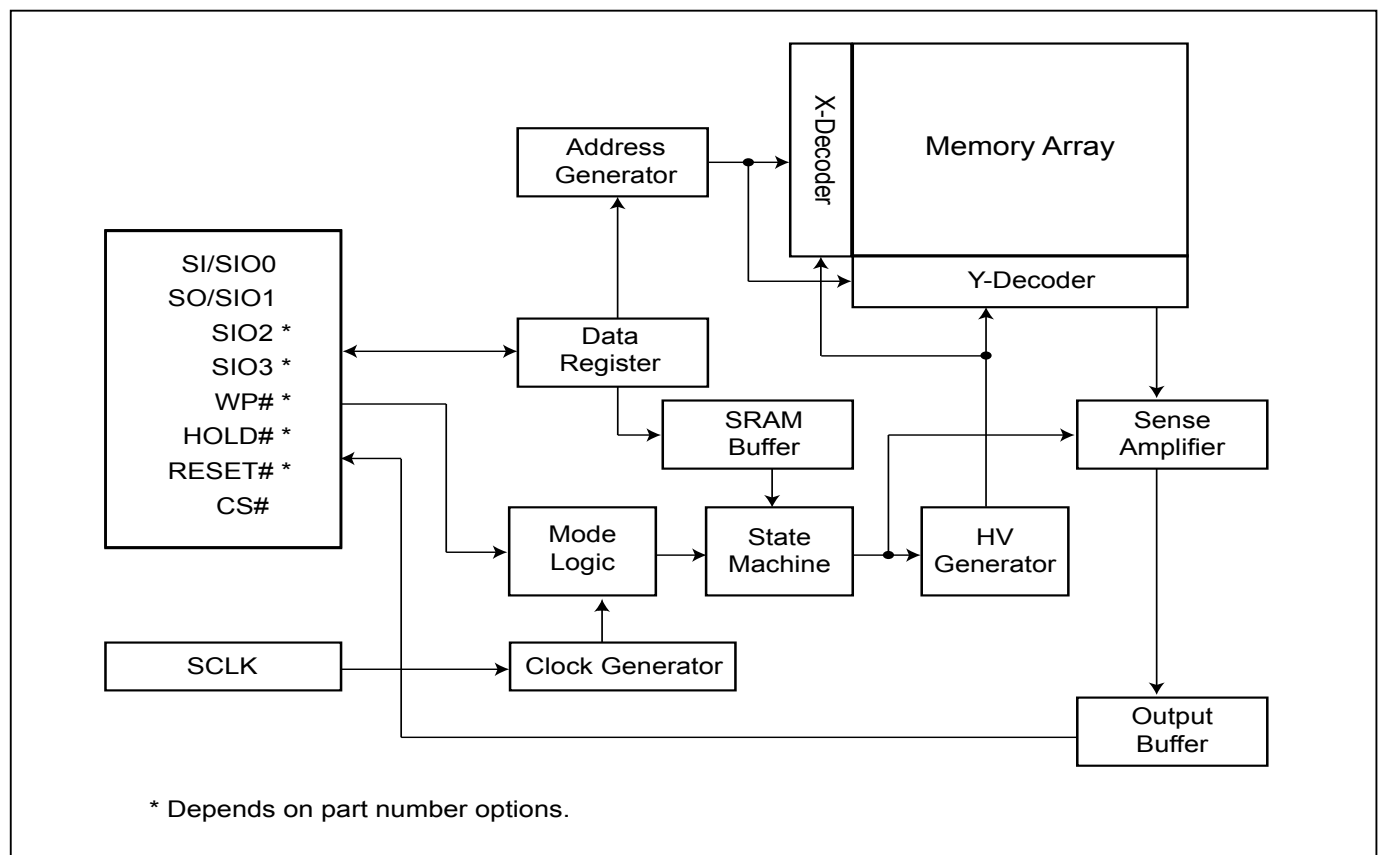 X-Decoder
Memory Array
Address
Generator
Y-Decoder
SI/SIO0
SO/SIO1
SIO2 *
SIO3 *
WP# *
HOLD# *
RESET# *
CS#
Data
Register
SRAM
Buffer
Sense
Amplifier
Mode
Logic
State
Machine
HV
Generator
SCLK
Clock Generator
Output
Buffer
* Depends on part number options.